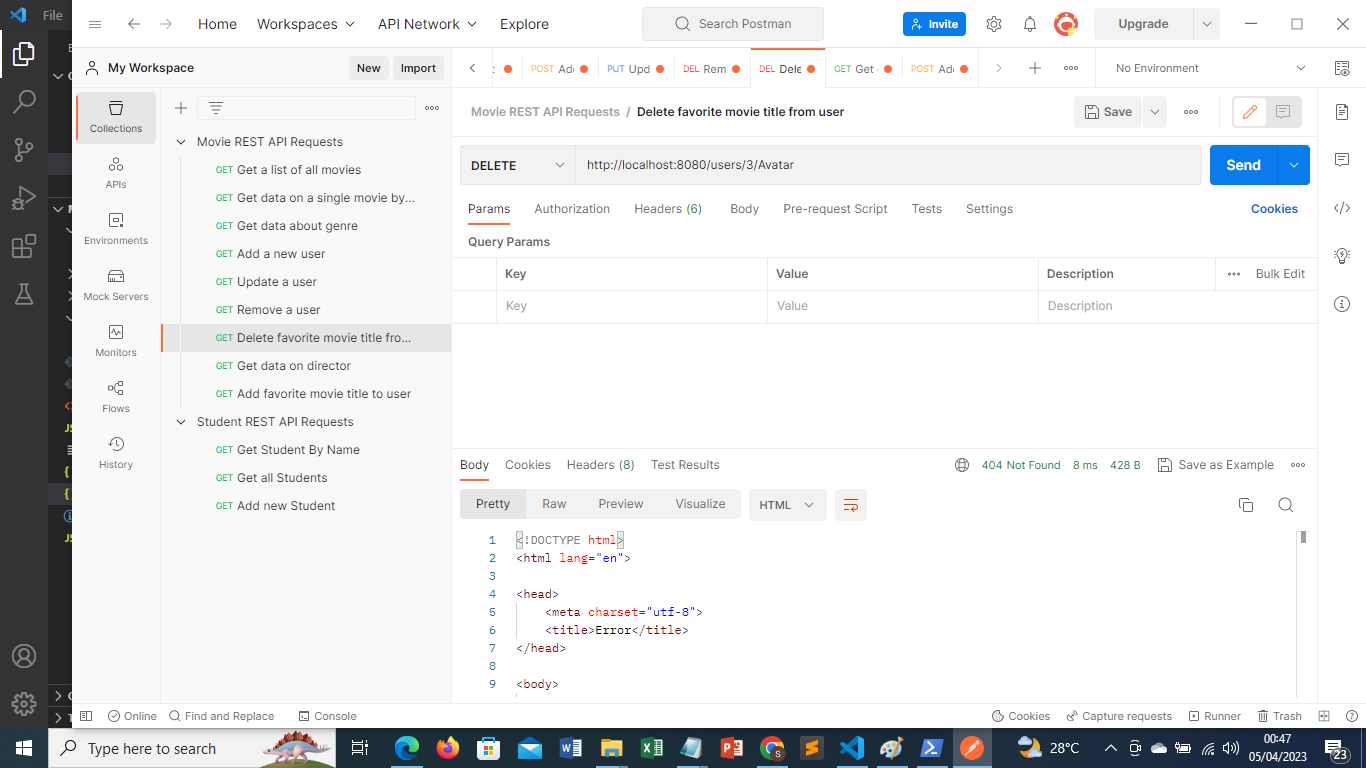 File
Home
Workspaces
API Network
Explore
Search Postman
Invite
Upgrade
My Workspace
New
Import
POST Add
PUT Upd
DEL Rem
DEL Dele
GET Get
POST Add
No Environment
Collections
APIs
Environments
Mock Servers
Monitors
Flows
History
Movie REST API Requests
GET Get a list of all movies
GET Get data on a single movie by...
GET Get data about genre
GET Add a new user
GET Update a user
GET Remove a user
GET Delete favorite movie title fro...
GET Get data on director
GET Add favorite movie title to user
Student REST API Requests
GET Get Student By Name
GET Get all Students
GET Add new Student
Movie REST API Requests / Delete favorite movie title from user
Save
DELETE
http://localhost:8080/users/3/Avatar
Send
Params
Authorization
Headers (6)
Body
Pre-request Script
Tests
Settings
Cookies
Query Params
Key
Value
Description
Bulk Edit
Key
Value
Description
Body
Cookies
Headers (8)
Test Results
404 Not Found
8 ms
428 B
Save as Example
Pretty
Raw
Preview
Visualize
HTML
1 <!DOCTYPE html>
2 <html lang="en">
3
4 <head>
5 <meta charset="utf-8">
6 <title>Error</title>
7 </head>
8
9 <body>
Online
Find and Replace
Console
Cookies
Capture requests
Runner
Trash
Type here to search
28°C
00:47
05/04/2023
23